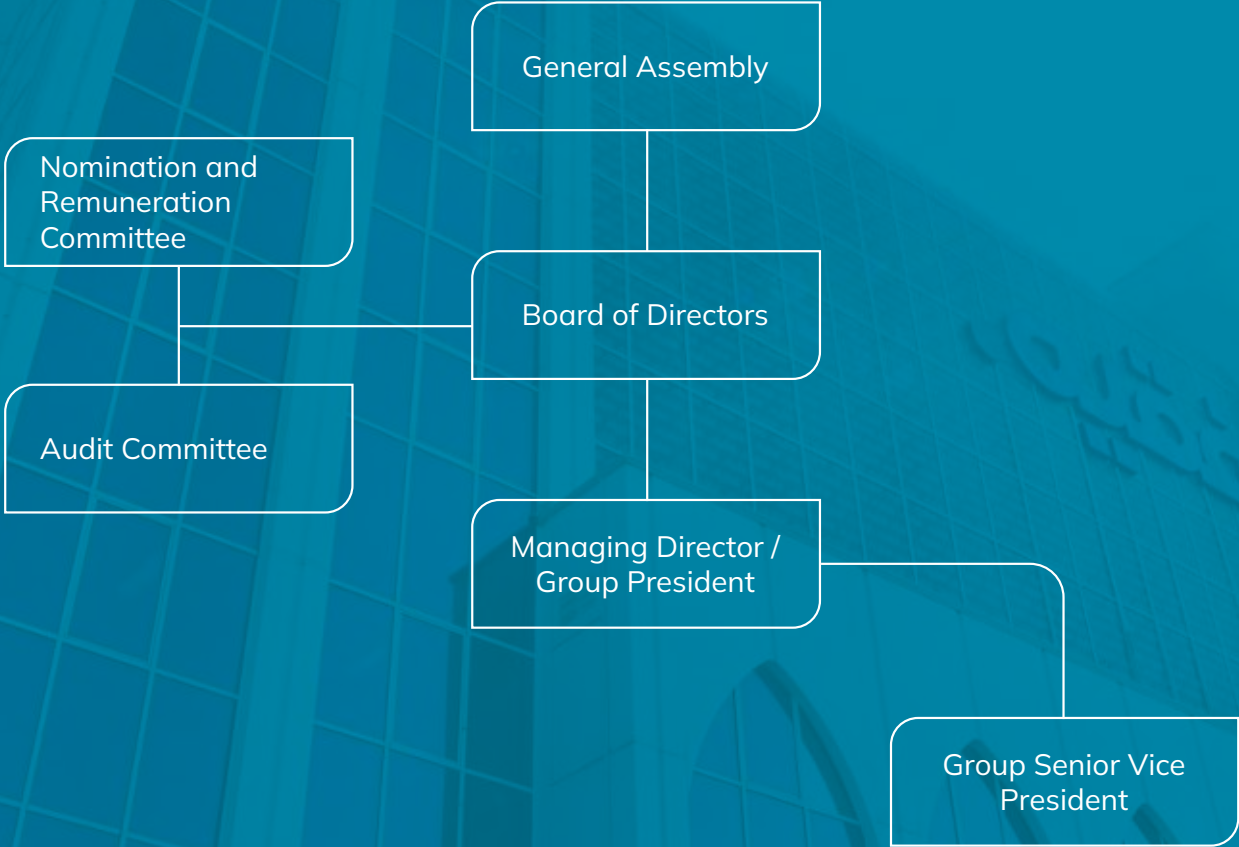 General Assembly
Nomination and
Remuneration
Committee
Board of Directors
Audit Committee
Managing Director /
Group President
Group Senior Vice
President